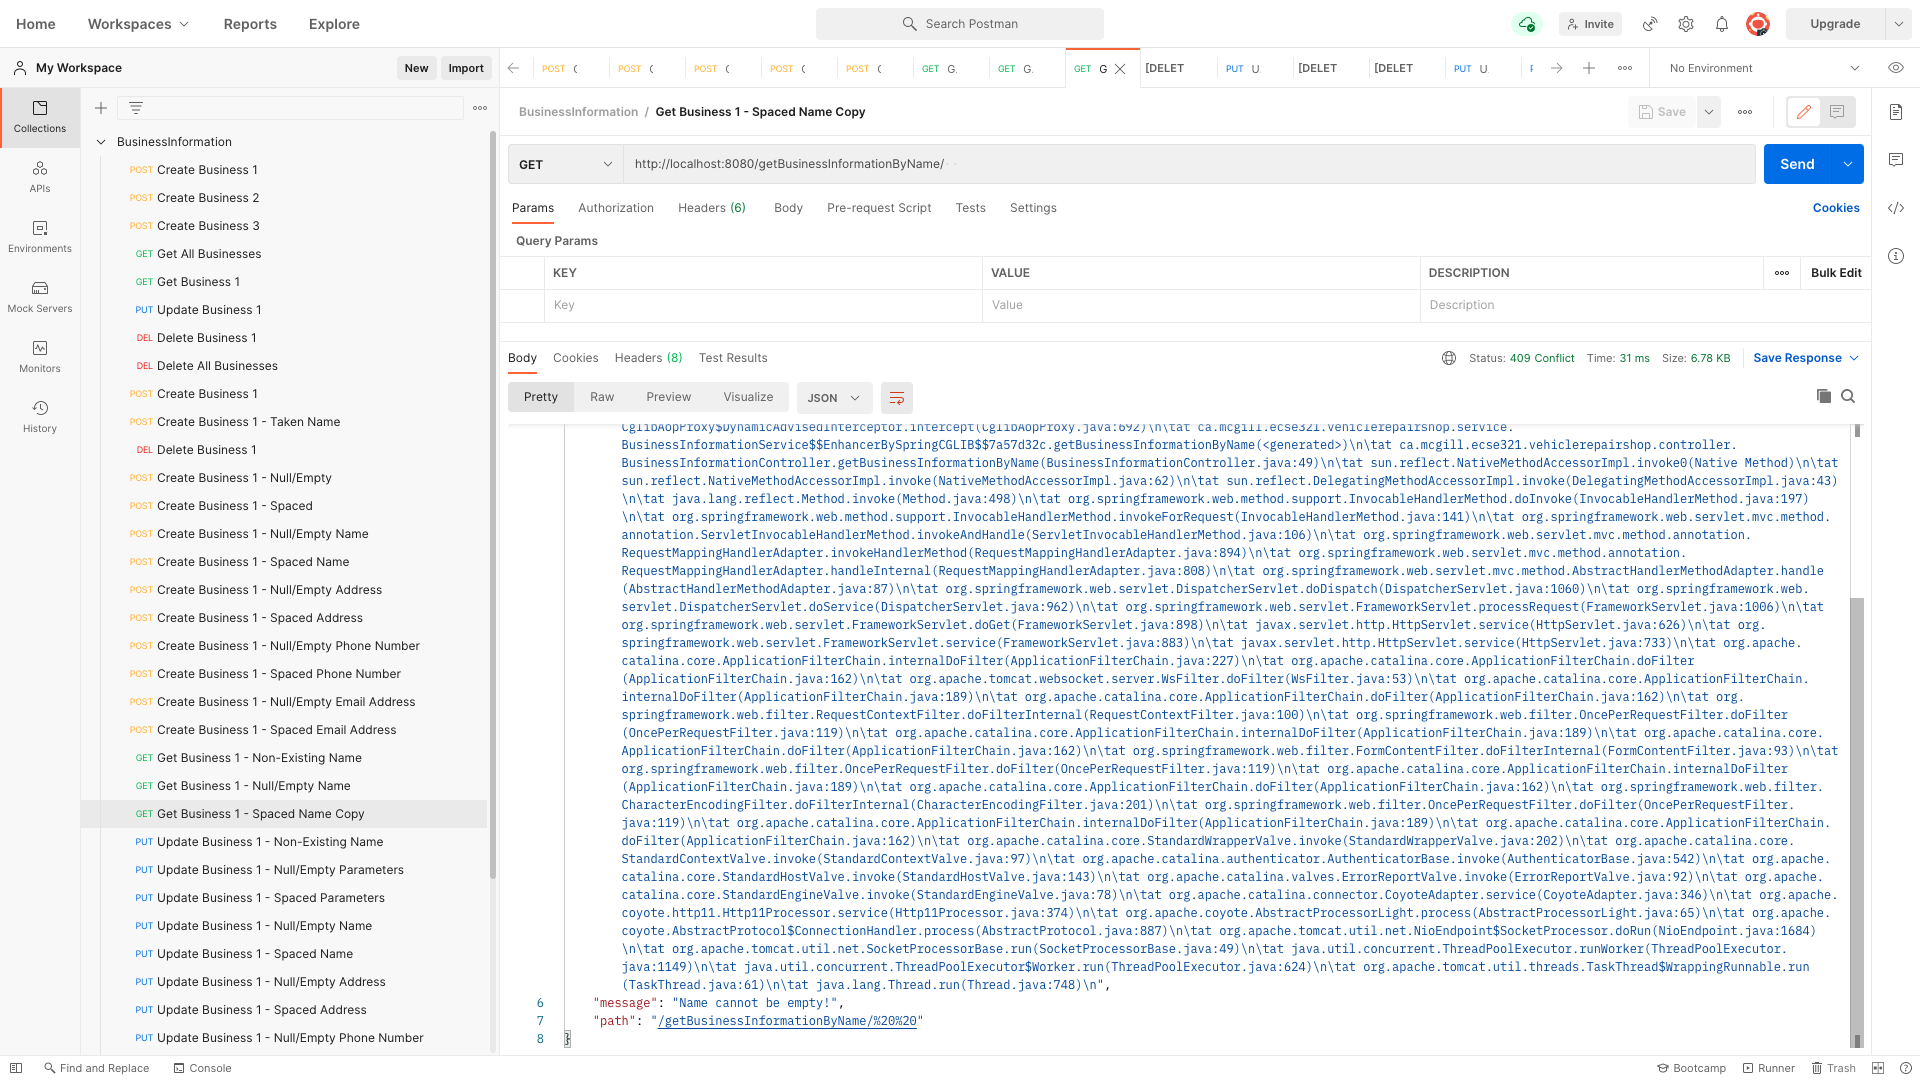 Home Workspaces Reports Explore Search Postman Invite Upgrade
My Workspace New Import
POST POST POST POST POST GET G. GET G. GET G [DELET PUT U [DELET [DELET PUT U No Environment
Collections
APIs
Environments
Mock Servers
Monitors
History
BusinessInformation
POST Create Business 1
POST Create Business 2
POST Create Business 3
GET Get All Businesses
GET Get Business 1
PUT Update Business 1
DEL Delete Business 1
DEL Delete All Businesses
POST Create Business 1
POST Create Business 1 - Taken Name
DEL Delete Business 1
POST Create Business 1 - Null/Empty
POST Create Business 1 - Spaced
POST Create Business 1 - Null/Empty Name
POST Create Business 1 - Spaced Name
POST Create Business 1 - Null/Empty Address
POST Create Business 1 - Spaced Address
POST Create Business 1 - Null/Empty Phone Number
POST Create Business 1 - Spaced Phone Number
POST Create Business 1 - Null/Empty Email Address
POST Create Business 1 - Spaced Email Address
GET Get Business 1 - Non-Existing Name
GET Get Business 1 - Null/Empty Name
GET Get Business 1 - Spaced Name Copy
PUT Update Business 1 - Non-Existing Name
PUT Update Business 1 - Null/Empty Parameters
PUT Update Business 1 - Spaced Parameters
PUT Update Business 1 - Null/Empty Name
PUT Update Business 1 - Spaced Name
PUT Update Business 1 - Null/Empty Address
PUT Update Business 1 - Spaced Address
PUT Update Business 1 - Null/Empty Phone Number
BusinessInformation / Get Business 1 - Spaced Name Copy Save
GET http://localhost:8080/getBusinessInformationByName/ Send
Params Authorization Headers (6) Body Pre-request Script Tests Settings Cookies
Query Params
KEY VALUE DESCRIPTION Bulk Edit
Key Value Description
Body Cookies Headers (8) Test Results Status: 409 Conflict Time: 31 ms Size: 6.78 KB Save Response
Pretty Raw Preview Visualize JSON
CglibAopProxy$DynamicAdvisedInterceptor.intercept(CglibAopProxy.java:692)\n\tat ca.mcgill.ecse321.vehiclerepairshop.service.
BusinessInformationService$$EnhancerBySpringCGLIB$$7a57d32c.getBusinessInformationByName(<generated>)\n\tat ca.mcgill.ecse321.vehiclerepairshop.controller.
BusinessInformationController.getBusinessInformationByName(BusinessInformationController.java:49)\n\tat sun.reflect.NativeMethodAccessorImpl.invoke0(Native Method)\n\tat
sun.reflect.NativeMethodAccessorImpl.invoke(NativeMethodAccessorImpl.java:62)\n\tat sun.reflect.DelegatingMethodAccessorImpl.invoke(DelegatingMethodAccessorImpl.java:43)
\n\tat java.lang.reflect.Method.invoke(Method.java:498)\n\tat org.springframework.web.method.support.InvocableHandlerMethod.doInvoke(InvocableHandlerMethod.java:197)
\n\tat org.springframework.web.method.support.InvocableHandlerMethod.invokeForRequest(InvocableHandlerMethod.java:141)\n\tat org.springframework.web.servlet.mvc.method.
annotation.ServletInvocableHandlerMethod.invokeAndHandle(ServletInvocableHandlerMethod.java:106)\n\tat org.springframework.web.servlet.mvc.method.annotation.
RequestMappingHandlerAdapter.invokeHandlerMethod(RequestMappingHandlerAdapter.java:894)\n\tat org.springframework.web.servlet.mvc.method.annotation.
RequestMappingHandlerAdapter.handleInternal(RequestMappingHandlerAdapter.java:808)\n\tat org.springframework.web.servlet.mvc.method.AbstractHandlerMethodAdapter.handle
(AbstractHandlerMethodAdapter.java:87)\n\tat org.springframework.web.servlet.DispatcherServlet.doDispatch(DispatcherServlet.java:1060)\n\tat org.springframework.web.
servlet.DispatcherServlet.doService(DispatcherServlet.java:962)\n\tat org.springframework.web.servlet.FrameworkServlet.processRequest(FrameworkServlet.java:1006)\n\tat
org.springframework.web.servlet.FrameworkServlet.doGet(FrameworkServlet.java:898)\n\tat javax.servlet.http.HttpServlet.service(HttpServlet.java:626)\n\tat org.
springframework.web.servlet.FrameworkServlet.service(FrameworkServlet.java:883)\n\tat javax.servlet.http.HttpServlet.service(HttpServlet.java:733)\n\tat org.apache.
catalina.core.ApplicationFilterChain.internalDoFilter(ApplicationFilterChain.java:227)\n\tat org.apache.catalina.core.ApplicationFilterChain.doFilter
(ApplicationFilterChain.java:162)\n\tat org.apache.tomcat.websocket.server.WsFilter.doFilter(WsFilter.java:53)\n\tat org.apache.catalina.core.ApplicationFilterChain.
internalDoFilter(ApplicationFilterChain.java:189)\n\tat org.apache.catalina.core.ApplicationFilterChain.doFilter(ApplicationFilterChain.java:162)\n\tat org.
springframework.web.filter.RequestContextFilter.doFilterInternal(RequestContextFilter.java:100)\n\tat org.springframework.web.filter.OncePerRequestFilter.doFilter
(OncePerRequestFilter.java:119)\n\tat org.apache.catalina.core.ApplicationFilterChain.internalDoFilter(ApplicationFilterChain.java:189)\n\tat org.apache.catalina.core.
ApplicationFilterChain.doFilter(ApplicationFilterChain.java:162)\n\tat org.springframework.web.filter.FormContentFilter.doFilterInternal(FormContentFilter.java:93)\n\tat
org.springframework.web.filter.OncePerRequestFilter.doFilter(OncePerRequestFilter.java:119)\n\tat org.apache.catalina.core.ApplicationFilterChain.internalDoFilter
(ApplicationFilterChain.java:189)\n\tat org.apache.catalina.core.ApplicationFilterChain.doFilter(ApplicationFilterChain.java:162)\n\tat org.springframework.web.filter.
CharacterEncodingFilter.doFilterInternal(CharacterEncodingFilter.java:201)\n\tat org.springframework.web.filter.OncePerRequestFilter.doFilter(OncePerRequestFilter.
java:119)\n\tat org.apache.catalina.core.ApplicationFilterChain.internalDoFilter(ApplicationFilterChain.java:189)\n\tat org.apache.catalina.core.ApplicationFilterChain.
doFilter(ApplicationFilterChain.java:162)\n\tat org.apache.catalina.core.StandardWrapperValve.invoke(StandardWrapperValve.java:202)\n\tat org.apache.catalina.core.
StandardContextValve.invoke(StandardContextValve.java:97)\n\tat org.apache.catalina.authenticator.AuthenticatorBase.invoke(AuthenticatorBase.java:542)\n\tat org.apache.
catalina.core.StandardHostValve.invoke(StandardHostValve.java:143)\n\tat org.apache.catalina.valves.ErrorReportValve.invoke(ErrorReportValve.java:92)\n\tat org.apache.
catalina.core.StandardEngineValve.invoke(StandardEngineValve.java:78)\n\tat org.apache.catalina.connector.CoyoteAdapter.service(CoyoteAdapter.java:346)\n\tat org.apache.
coyote.http11.Http11Processor.service(Http11Processor.java:374)\n\tat org.apache.coyote.AbstractProcessorLight.process(AbstractProcessorLight.java:65)\n\tat org.apache.
coyote.AbstractProtocol$ConnectionHandler.process(AbstractProtocol.java:887)\n\tat org.apache.tomcat.util.net.NioEndpoint$SocketProcessor.doRun(NioEndpoint.java:1684)
\n\tat org.apache.tomcat.util.net.SocketProcessorBase.run(SocketProcessorBase.java:49)\n\tat java.util.concurrent.ThreadPoolExecutor.runWorker(ThreadPoolExecutor.
java:1149)\n\tat java.util.concurrent.ThreadPoolExecutor$Worker.run(ThreadPoolExecutor.java:624)\n\tat org.apache.tomcat.util.threads.TaskThread$WrappingRunnable.run
(TaskThread.java:61)\n\tat java.lang.Thread.run(Thread.java:748)\n",
6 "message": "Name cannot be empty!",
7 "path": "/getBusinessInformationByName/%20%20"
8 }
Find and Replace Console Bootcamp Runner Trash